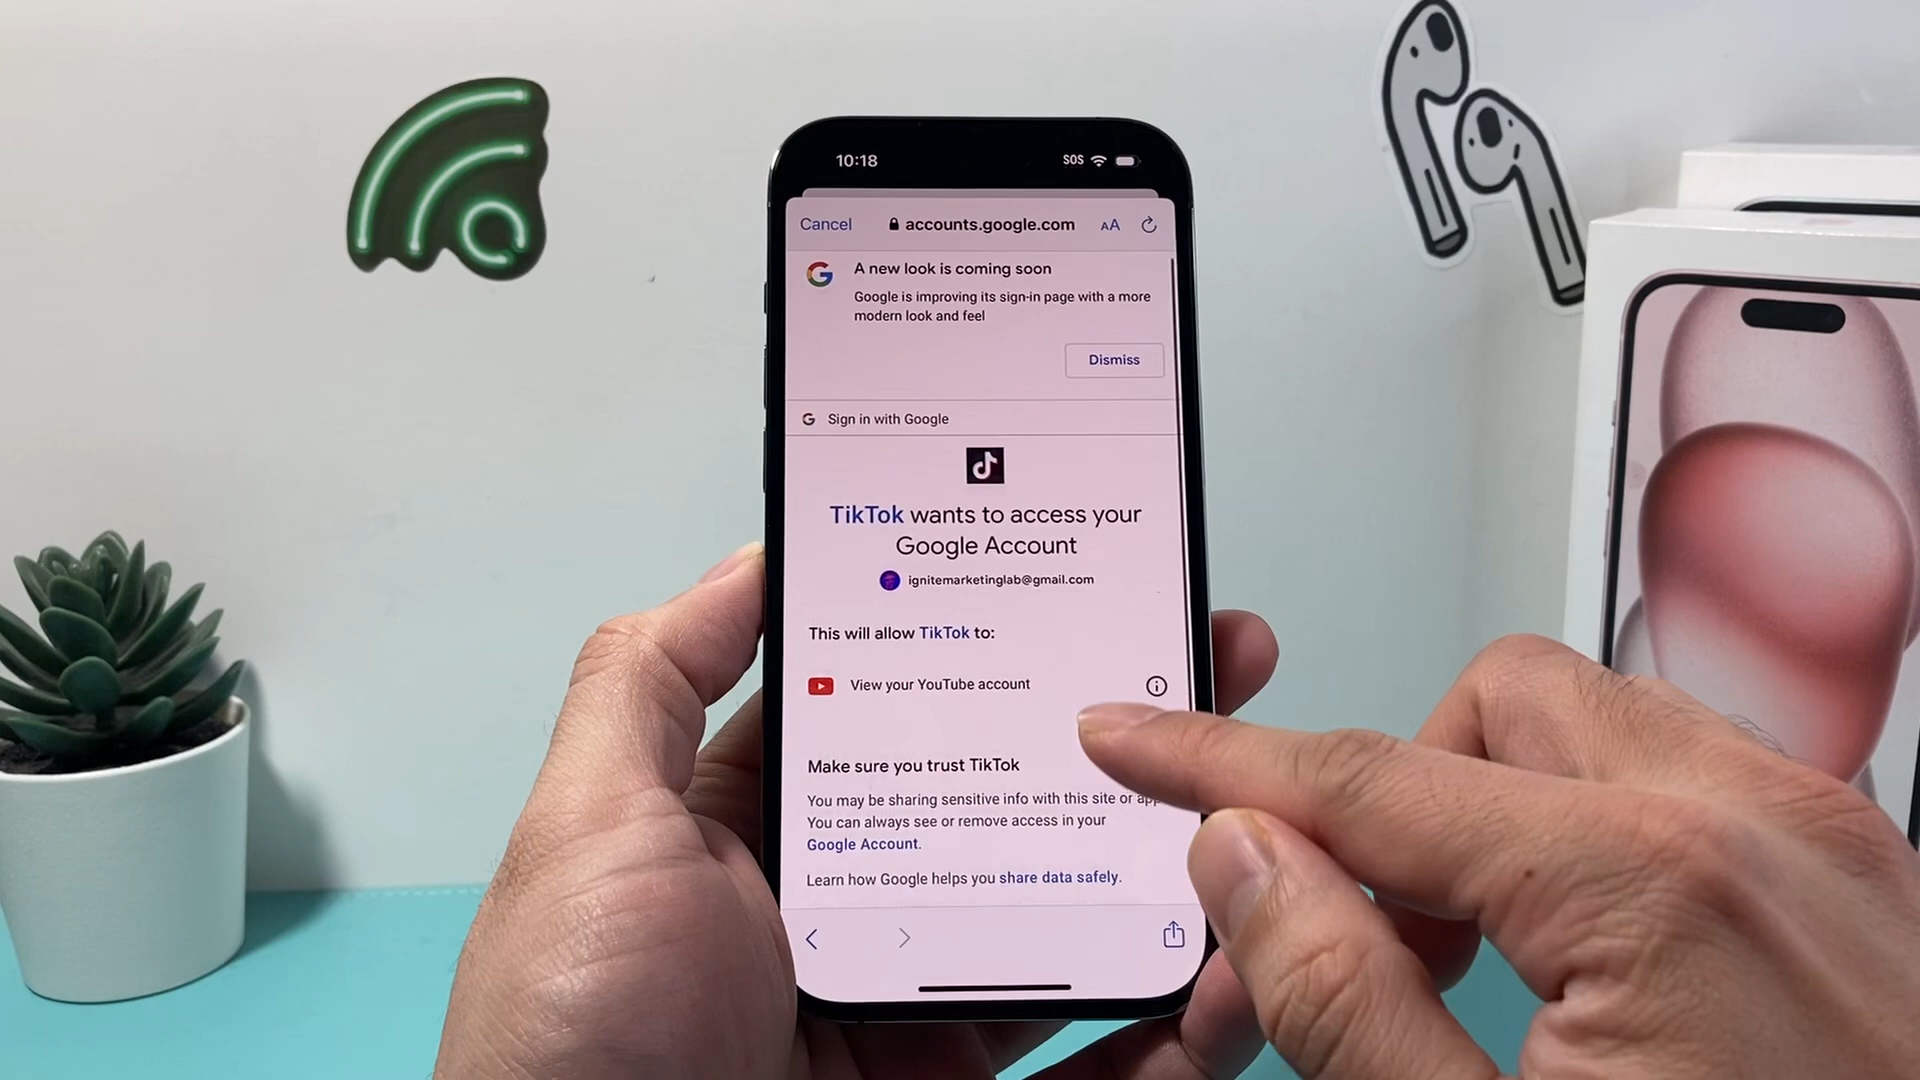 10:18
SOS
Cancel
accounts.google.com
AA
A new look is coming soon
Google is improving its sign-in page with a more
modern look and feel
Dismiss
Sign in with Google
TikTok wants to access your
Google Account
ignitemarketinglab@gmail.com
This will allow TikTok to:
View your YouTube account
Make sure you trust TikTok
You may be sharing sensitive info with this site or app
You can always see or remove access in your
Google Account.
Learn how Google helps you share data safely.